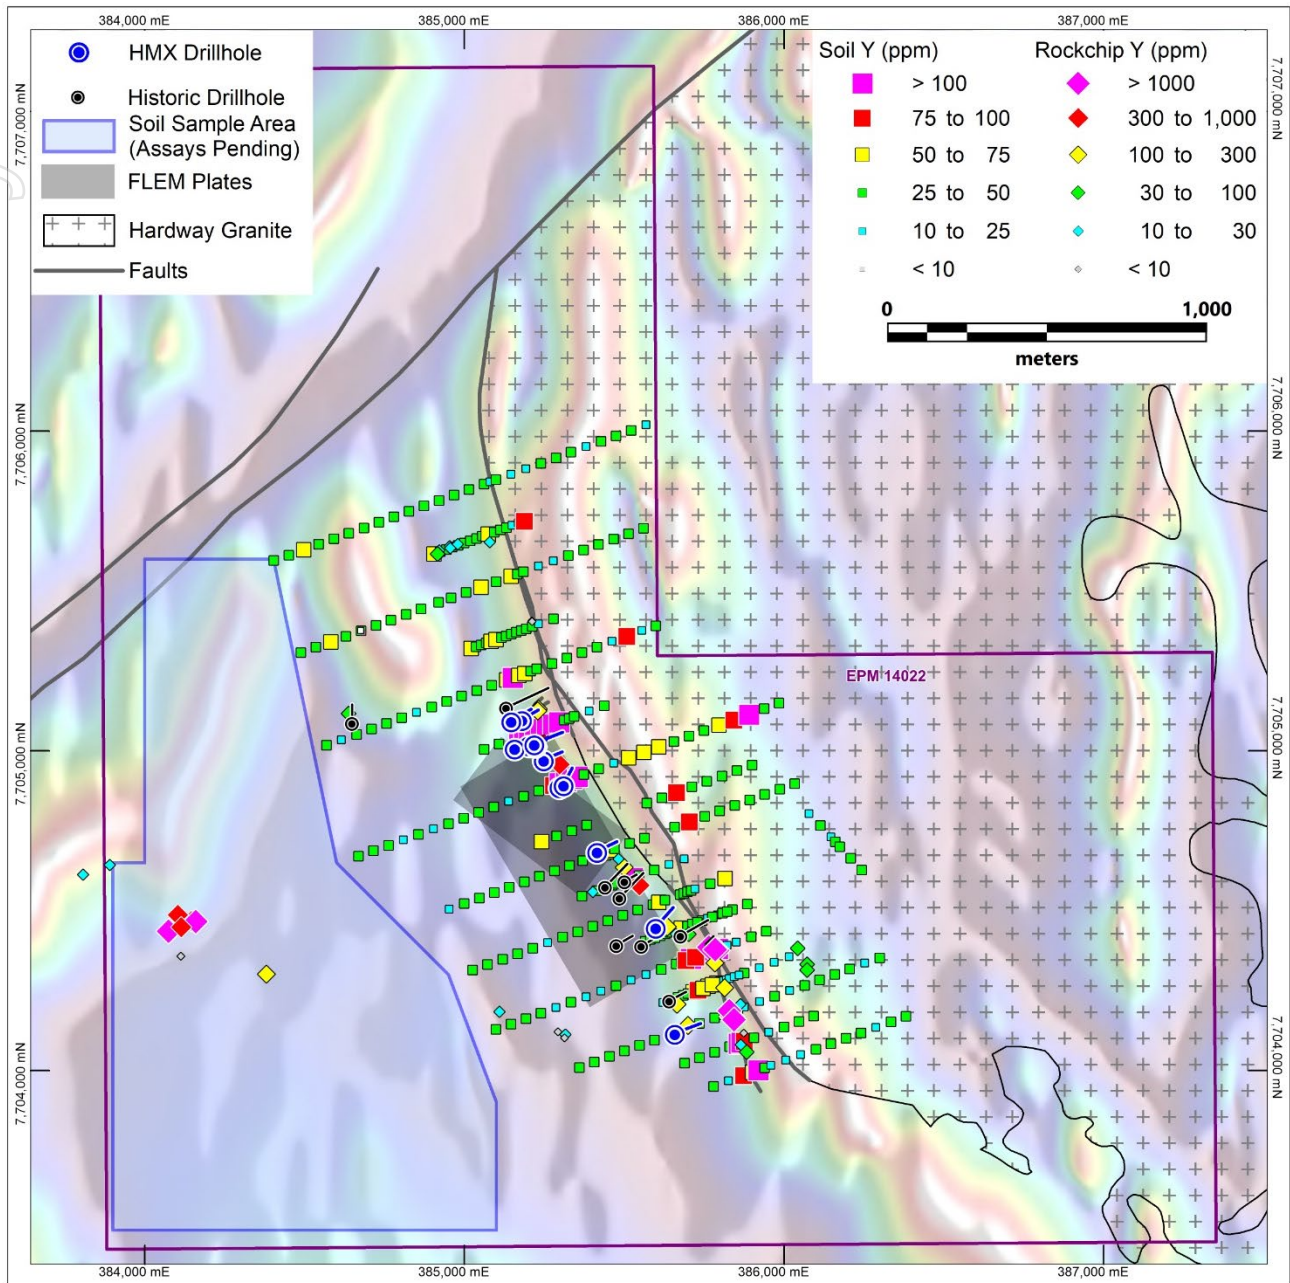 384,000 mE
385,000 mE
386,000 mE
387,000 mE
HMX Drillhole
Historic Drillhole
Soil Sample Area
(Assays Pending)
FLEM Plates
Hardway Granite
Faults
Soil Y (ppm)
> 100
75 to 100
50 to 75
25 to 50
10 to 25
< 10
Rockchip Y (ppm)
> 1000
300 to 1,000
100 to 300
30 to 100
10 to 30
< 10
0
1,000
meters
7,707,000 mN
7,707,000 mN
7,706,000 mN
7,706,000 mN
EPM 14022
7,705,000 mN
7,705,000 mN
7,704,000 mN
7,704,000 mN
384,000 mE
385,000 mE
386,000 mE
387,000 mE